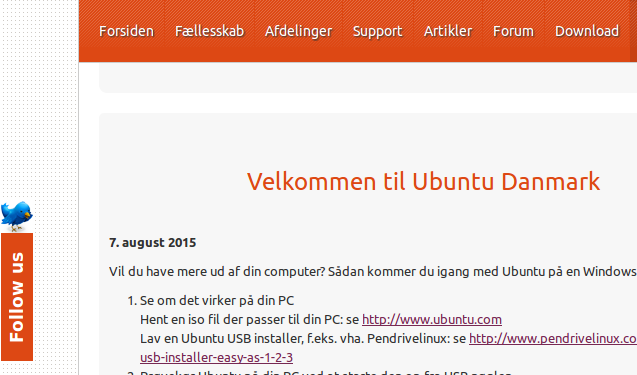 Forsiden Fællesskab Afdelinger Support Artikler Forum Download
Velkommen til Ubuntu Danmark
7. august 2015
Vil du have mere ud af din computer? Sådan kommer du igang med Ubuntu på en Windows
1. Se om det virker på din PC
Hent en iso fil der passer til din PC: se http://www.ubuntu.com
Lav en Ubuntu USB installer, f.eks. vha. Pendrivelinux: se http://www.pendrivelinux.co
usb-installer-easy-as-1-2-3
Follow us